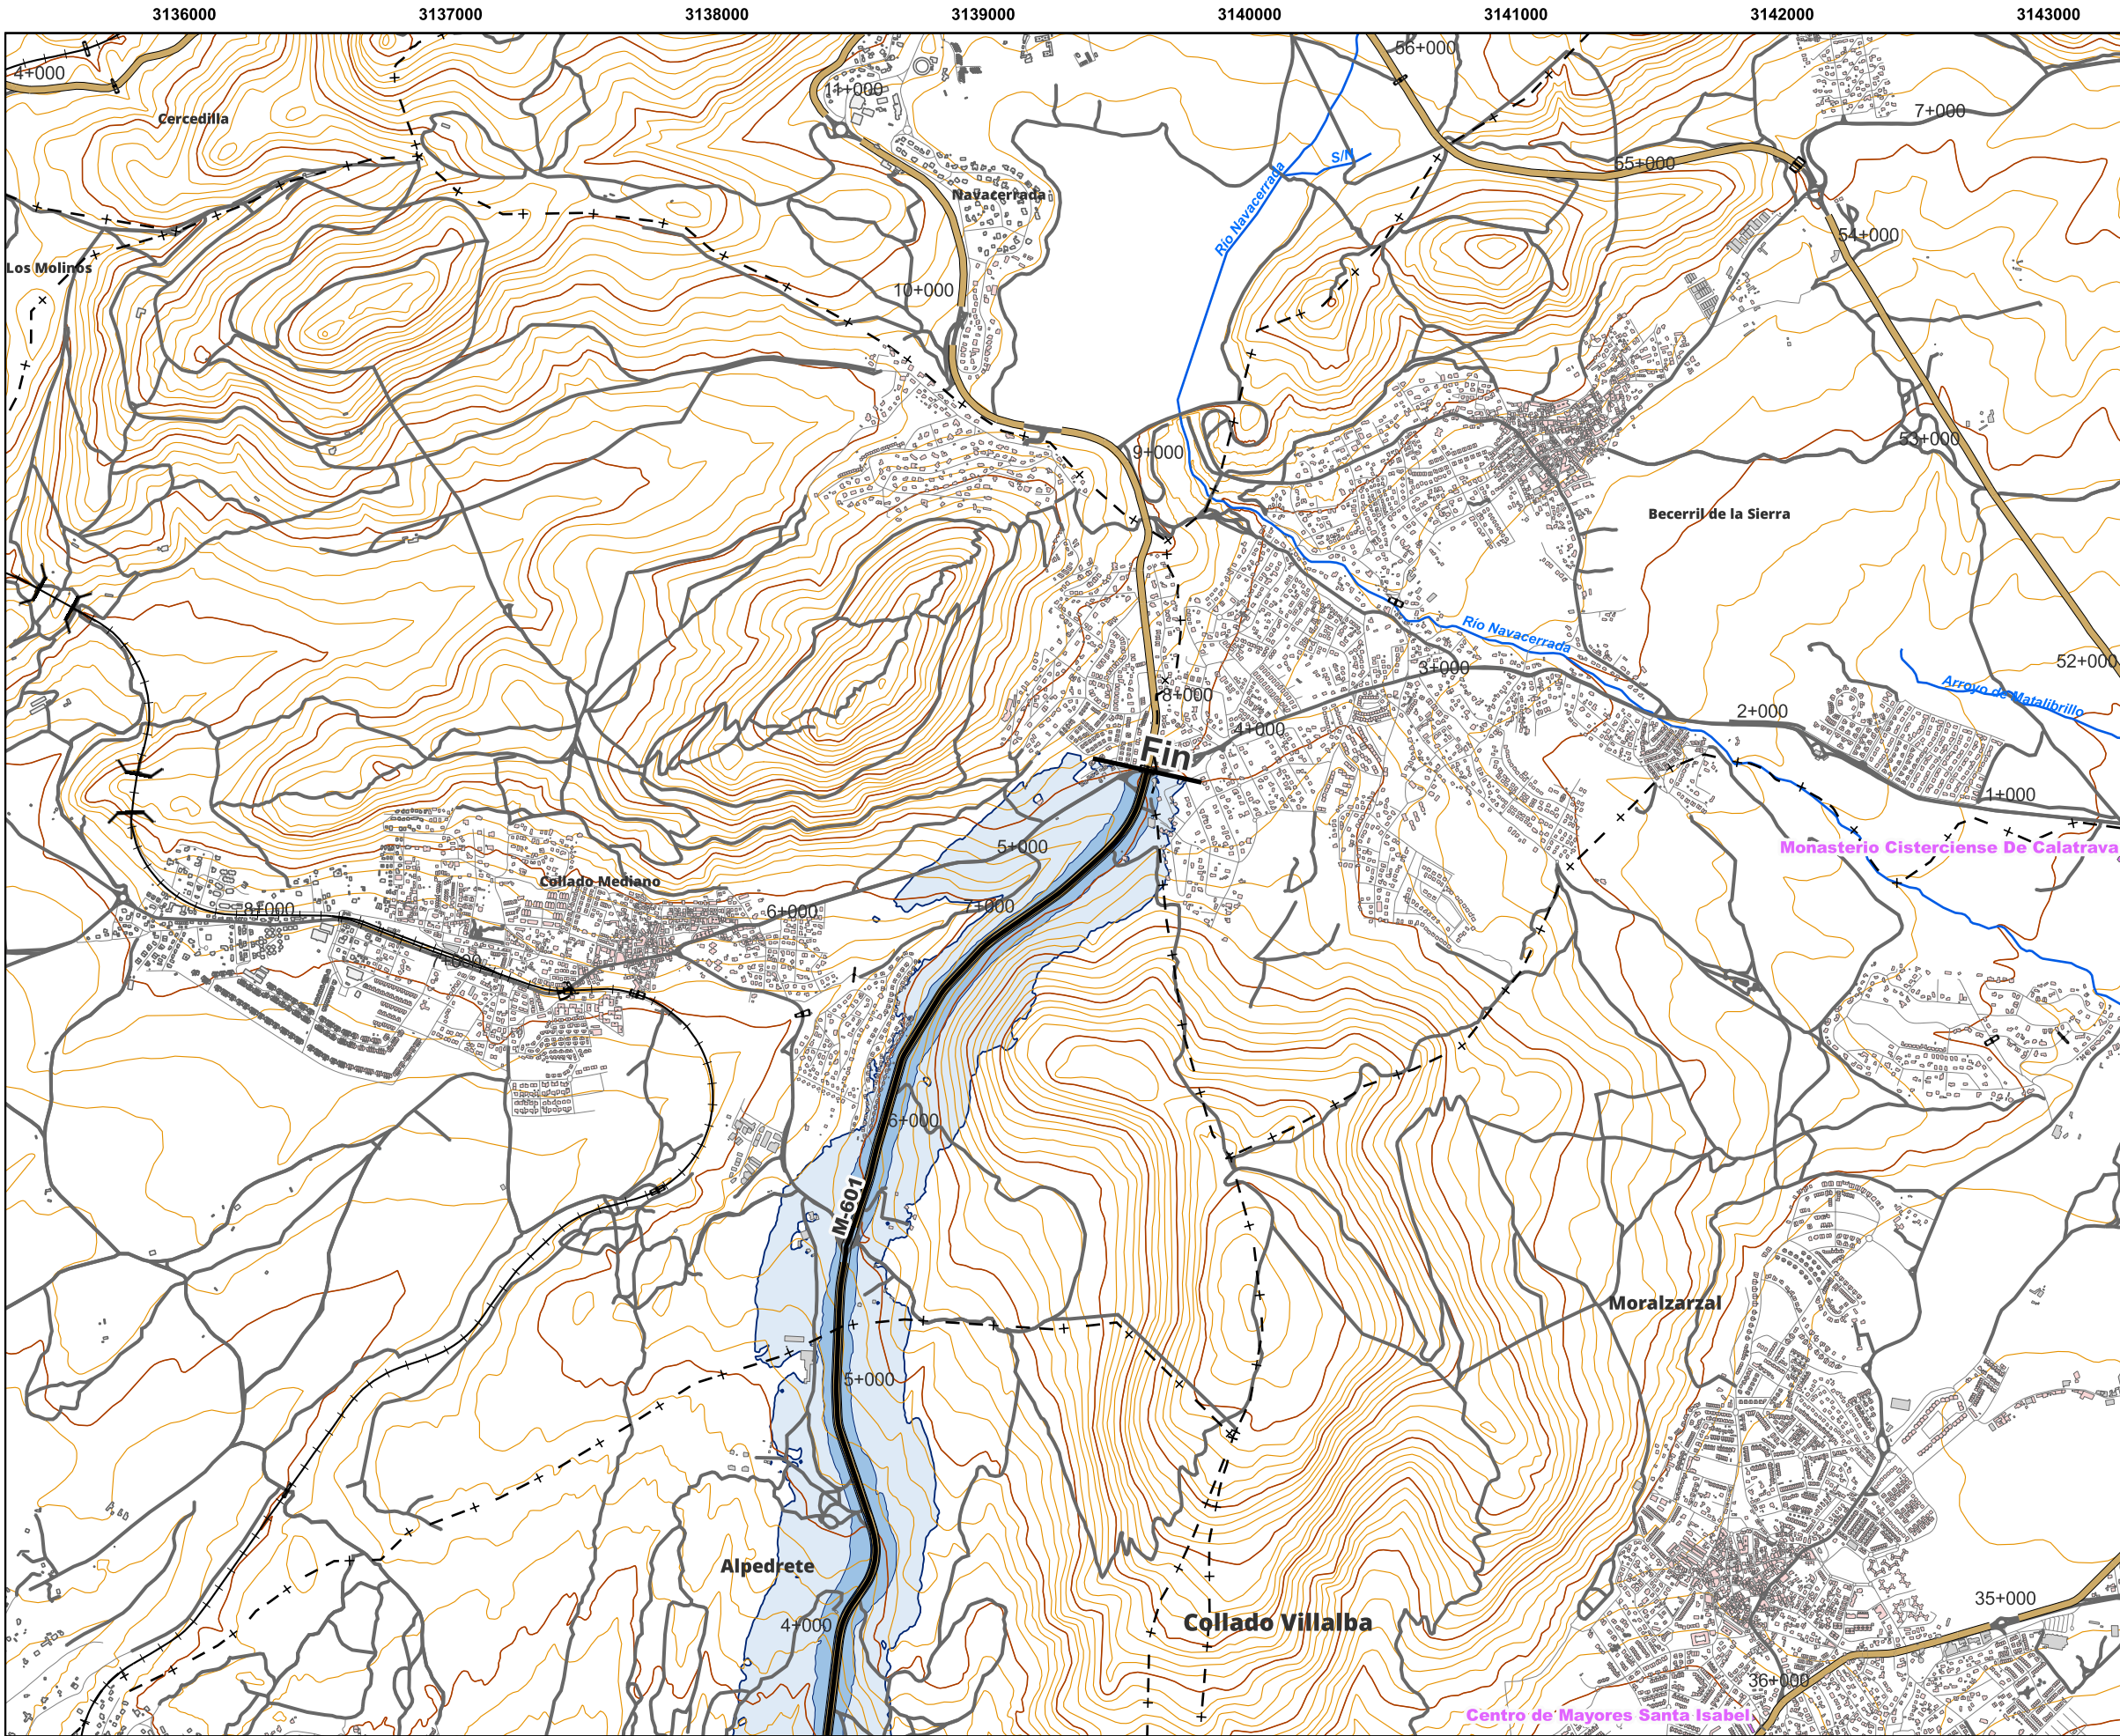 3136000 3137000 3138000 3139000 3140000 3141000 3142000 3143000
56+000
4+000
11+000
7+000
Cercedilla
S/N
55+000
Navacerrada
Río Navacerrada
54+000
Los Molinos
10+000
53+000
9+000
Becerril de la Sierra
Río Navacerrada
52+000
3+000
Arroyo de Matalibrillo
8+000
2+000
4+000
Fin
1+000
5+000
Monasterio Cisterciense De Calatrava
Collado Mediano
8+000
6+000
7+000
6+000
M-601
Moralzarzal
5+000
Alpedrete
35+000
4+000
Collado Villalba
36+000
Centro de Mayores Santa Isabel